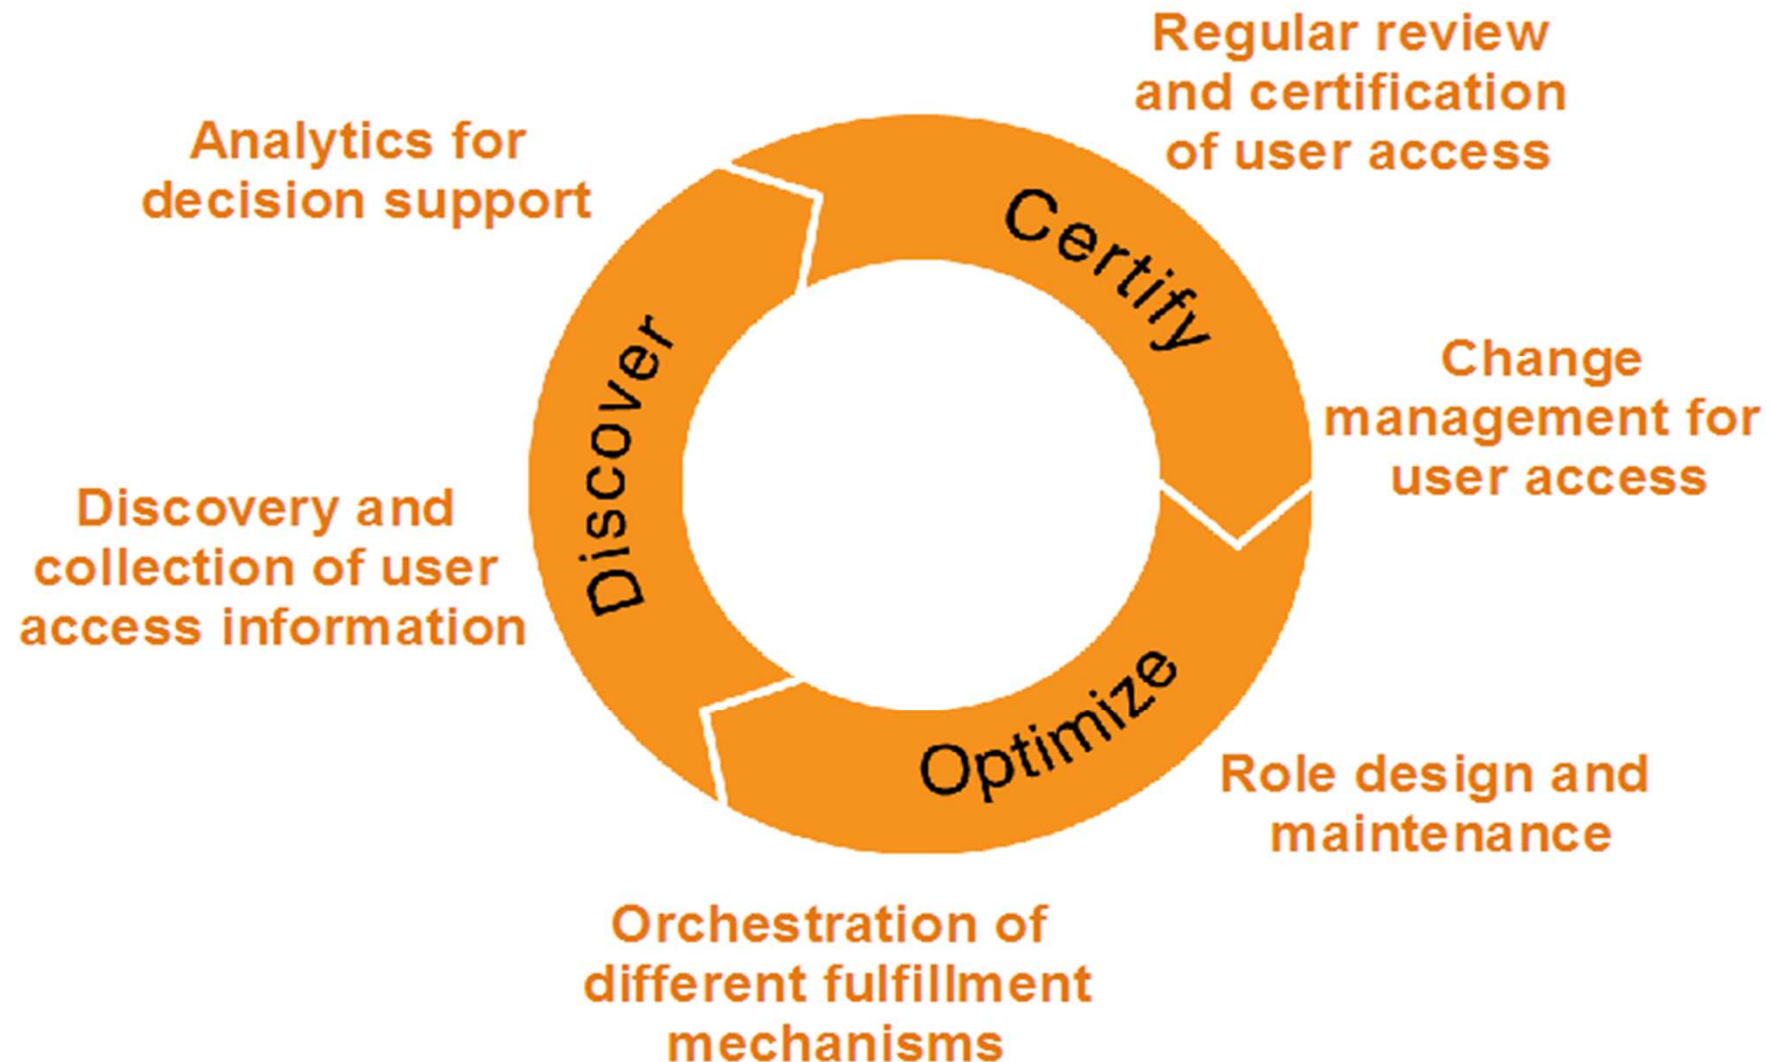 Regular review
and certification
of user access
Analytics for
decision support
Certify
Change
management for
user access
Discover
Discovery and
collection of user
access information
Optimize
Role design and
maintenance
Orchestration of
different fulfillment
mechanisms